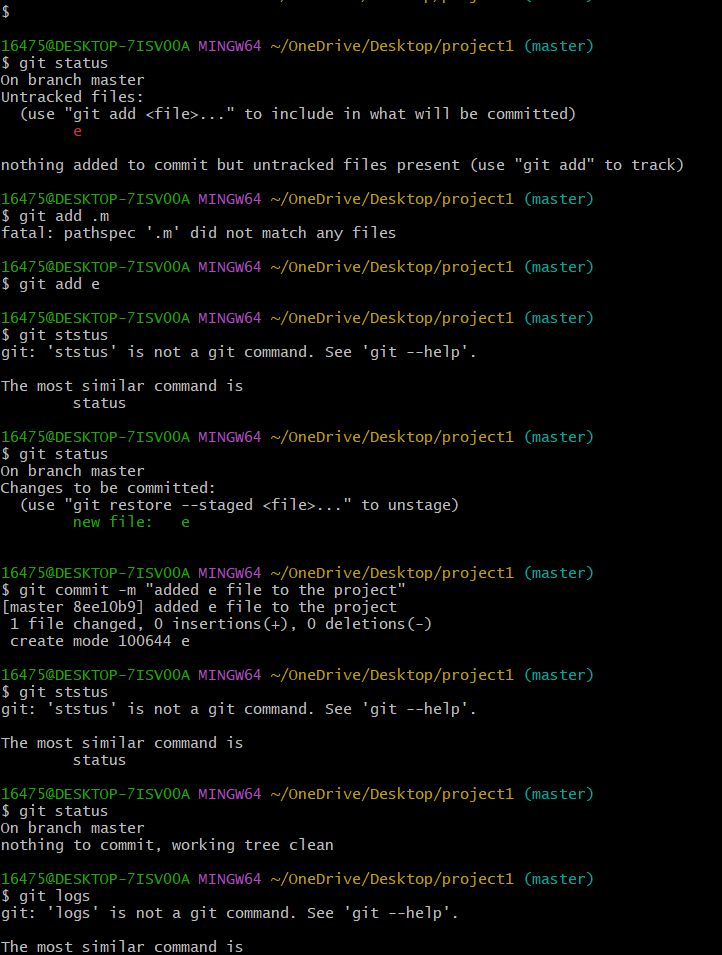 $
16475@DESKTOP-7ISV00A MINGW64 ~/OneDrive/Desktop/project1 (master)
$ git status
On branch master
Untracked files:
  (use "git add <file>..." to include in what will be committed)
        e
nothing added to commit but untracked files present (use "git add" to track)
16475@DESKTOP-7ISV00A MINGW64 ~/OneDrive/Desktop/project1 (master)
$ git add .m
fatal: pathspec '.m' did not match any files
16475@DESKTOP-7ISV00A MINGW64 ~/OneDrive/Desktop/project1 (master)
$ git add e
16475@DESKTOP-7ISV00A MINGW64 ~/OneDrive/Desktop/project1 (master)
$ git ststus
git: 'ststus' is not a git command. See 'git --help'.
The most similar command is
        status
16475@DESKTOP-7ISV00A MINGW64 ~/OneDrive/Desktop/project1 (master)
$ git status
On branch master
Changes to be committed:
  (use "git restore --staged <file>..." to unstage)
        new file:   e
16475@DESKTOP-7ISV00A MINGW64 ~/OneDrive/Desktop/project1 (master)
$ git commit -m "added e file to the project"
[master 8ee10b9] added e file to the project
 1 file changed, 0 insertions(+), 0 deletions(-)
 create mode 100644 e
16475@DESKTOP-7ISV00A MINGW64 ~/OneDrive/Desktop/project1 (master)
$ git ststus
git: 'ststus' is not a git command. See 'git --help'.
The most similar command is
        status
16475@DESKTOP-7ISV00A MINGW64 ~/OneDrive/Desktop/project1 (master)
$ git status
On branch master
nothing to commit, working tree clean
16475@DESKTOP-7ISV00A MINGW64 ~/OneDrive/Desktop/project1 (master)
$ git logs
git: 'logs' is not a git command. See 'git --help'.
The most similar command is